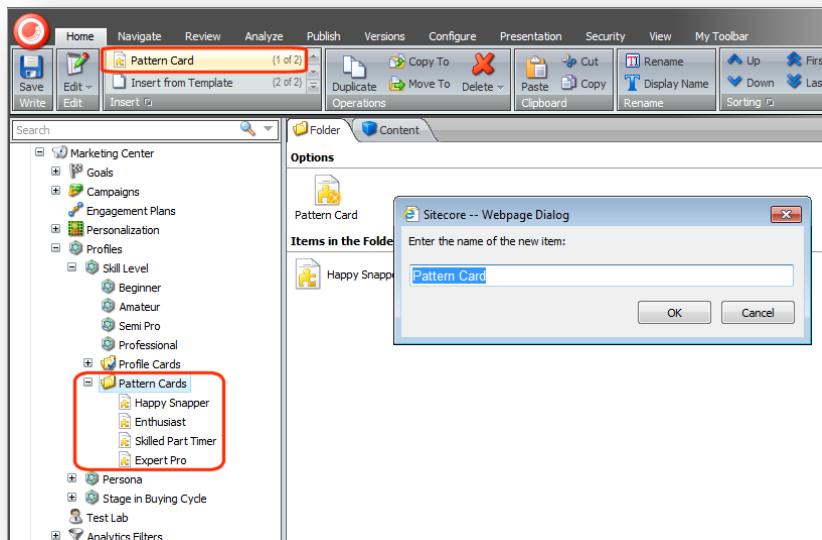 Home Navigate Review Analyze Publish Versions Configure Presentation Security View My Toolbar
Save
Write
Edit
Edit
Pattern Card (1 of 2)
Insert from Template (2 of 2)
Insert
Duplicate
Copy To
Move To
Delete
Operations
Paste
Cut
Copy
Clipboard
Rename
Display Name
Rename
Up
Down
Sorting
Firs
Las
Search
Marketing Center
Goals
Campaigns
Engagement Plans
Personalization
Profiles
Skill Level
Beginner
Amateur
Semi Pro
Professional
Profile Cards
Pattern Cards
Happy Snapper
Enthusiast
Skilled Part Timer
Expert Pro
Persona
Stage in Buying Cycle
Test Lab
Analytics Filters
Folder Content
Options
Pattern Card
Items in the Folde
Happy Snappe
Sitecore -- Webpage Dialog
Enter the name of the new item:
Pattern Card
OK Cancel